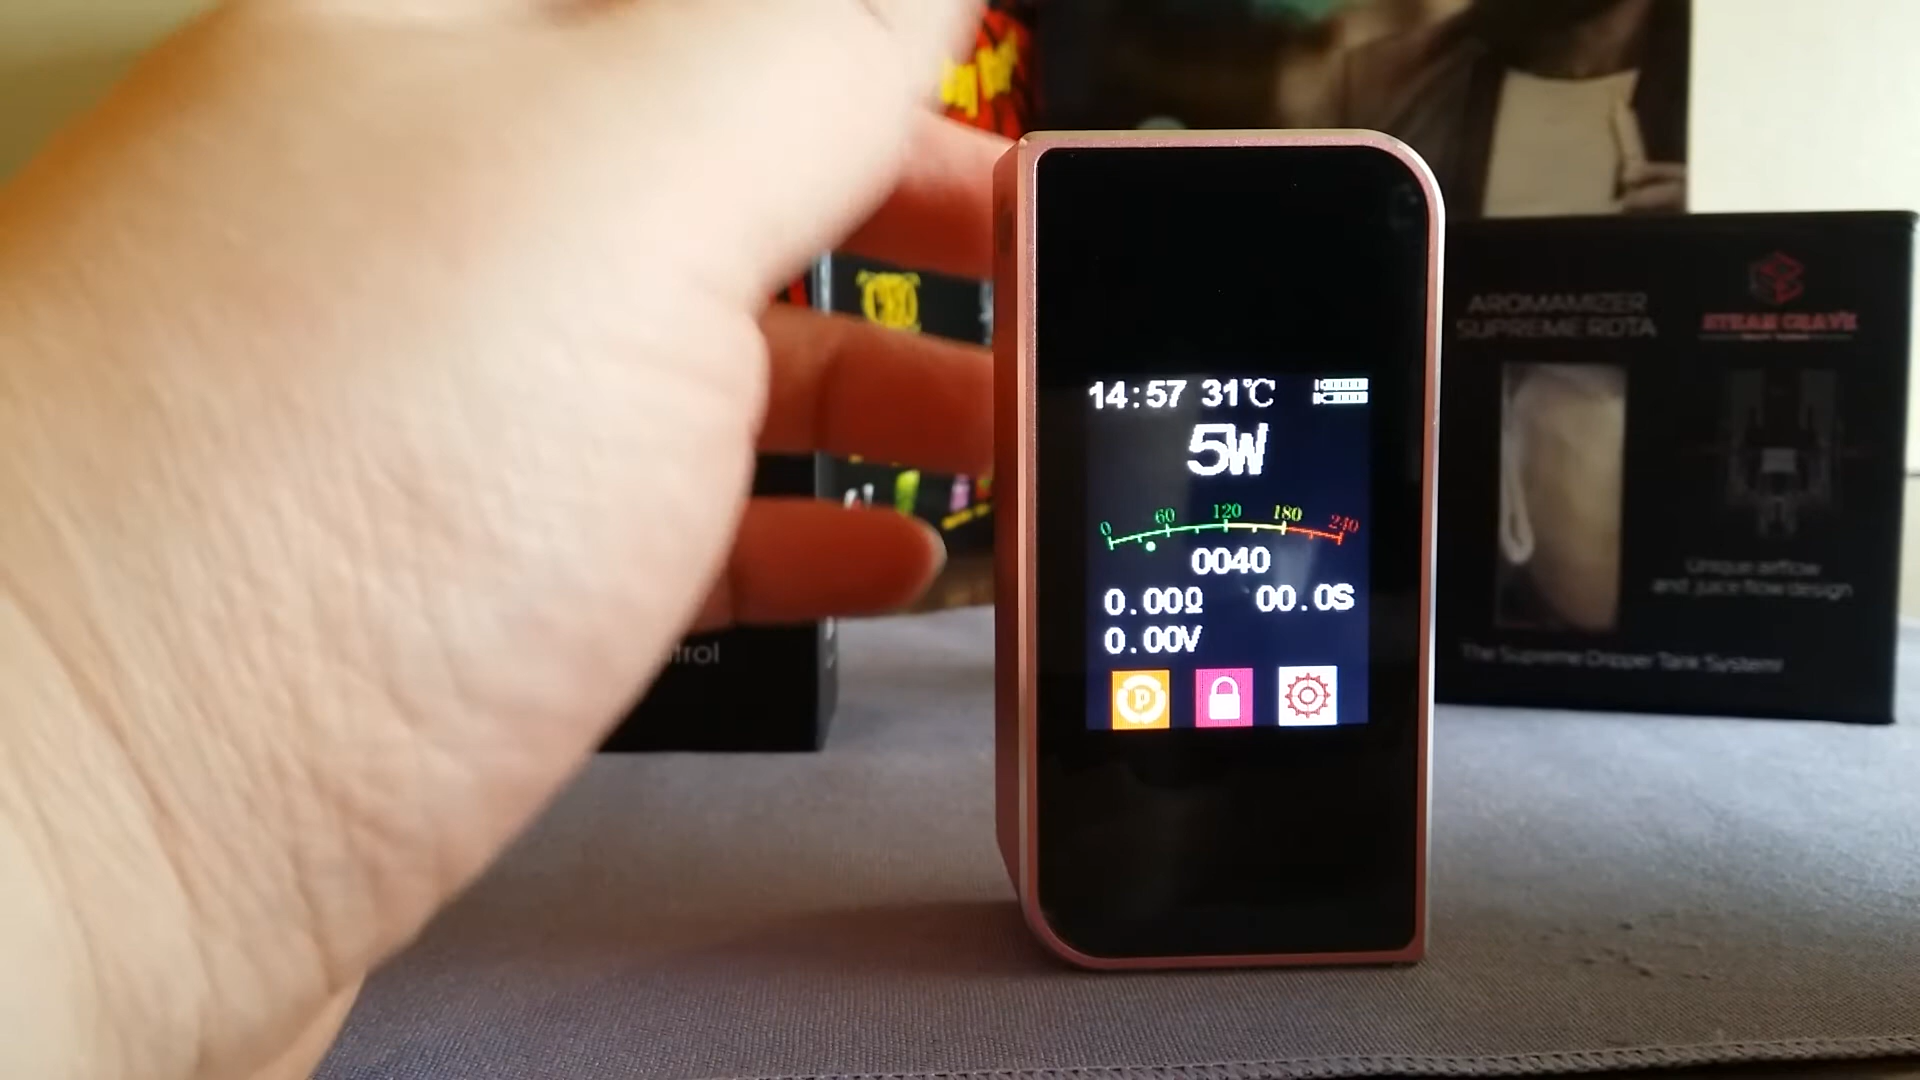 14:57 31℃
5W
0 60 120 180 240
0040
0.00Ω 00.0S
0.00V
P
AROMAMIZER
SUPREME RDTA
STEAM CRAVE
Unique airflow
and juice flow design
The Supreme Dripper Tank System!